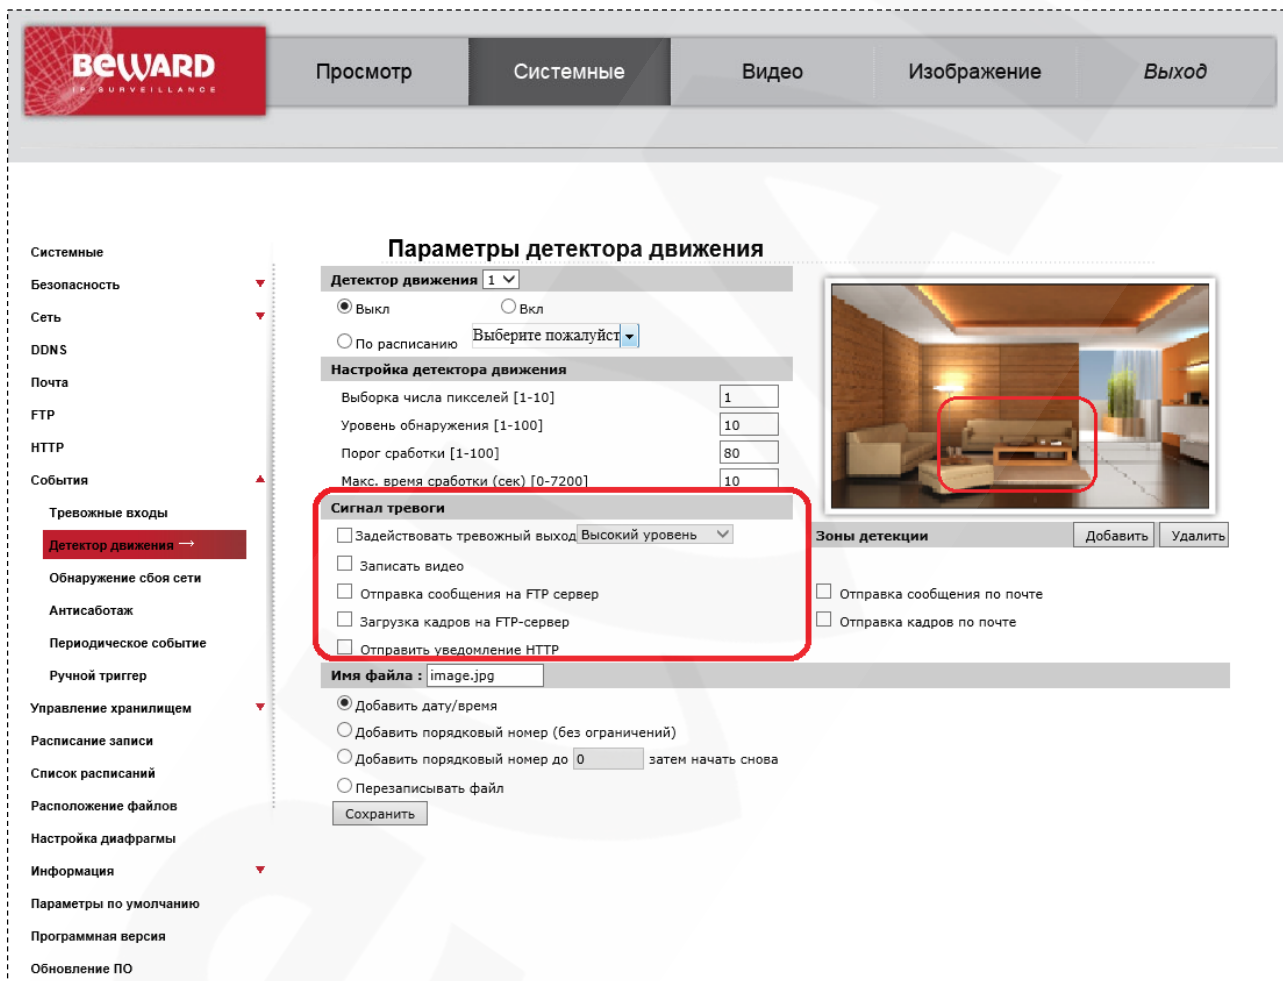 BEWARD
IP SURVEILLANCE
Просмотр
Системные
Видео
Изображение
Выход
Параметры детектора движения
Системные
Безопасность
Сеть
DDNS
Почта
FTP
HTTP
События
Тревожные входы
Детектор движения →
Обнаружение сбоя сети
Антисаботаж
Периодическое событие
Ручной триггер
Управление хранилищем
Расписание записи
Список расписаний
Расположение файлов
Настройка диафрагмы
Информация
Параметры по умолчанию
Программная версия
Обновление ПО
Детектор движения 1
Выкл Вкл
По расписанию Выберите пожалуйст
Настройка детектора движения
Выборка числа пикселей [1-10] 1
Уровень обнаружения [1-100] 10
Порог сработки [1-100] 80
Макс. время сработки (сек) [0-7200] 10
Сигнал тревоги
Задействовать тревожный выход Высокий уровень
Зоны детекции Добавить Удалить
Записать видео
Отправка сообщения на FTP сервер Отправка сообщения по почте
Загрузка кадров на FTP-сервер Отправка кадров по почте
Отправить уведомление HTTP
Имя файла : image.jpg
Добавить дату/время
Добавить порядковый номер (без ограничений)
Добавить порядковый номер до 0 затем начать снова
Перезаписывать файл
Сохранить